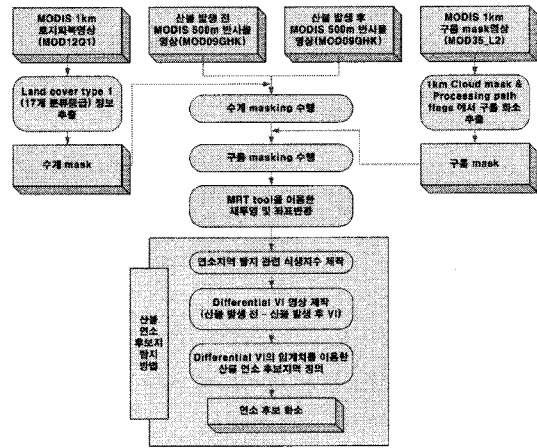 MODIS 1km
토지피복영상
(MOD12Q1)
산불 발생 전
MODIS 500m 반사율
영상(MOD09GHK)
산불 발생 후
MODIS 500m 반사율
영상(MOD09GHK)
MODIS 1km
구름 mask영상
(MOD35_L2)
Land cover type 1
(17개 분류등급) 정보
추출
수계 mask
수계 masking 수행
구름 masking 수행
MRT tool을 이용한
재투영 및 좌표변환
1km Cloud mask &
Processing path
flags 에서 구름 화소
추출
구름 mask
산불
연소
후보지
탐지
방법
연소지역 탐지 관련 식생지수 제작
Differential VI 영상 제작
(산불 발생 전 – 산불 발생 후 VI)
Differential VI의 임계치를 이용한
산불 연소 후보지역 정의
연소 후보 화소